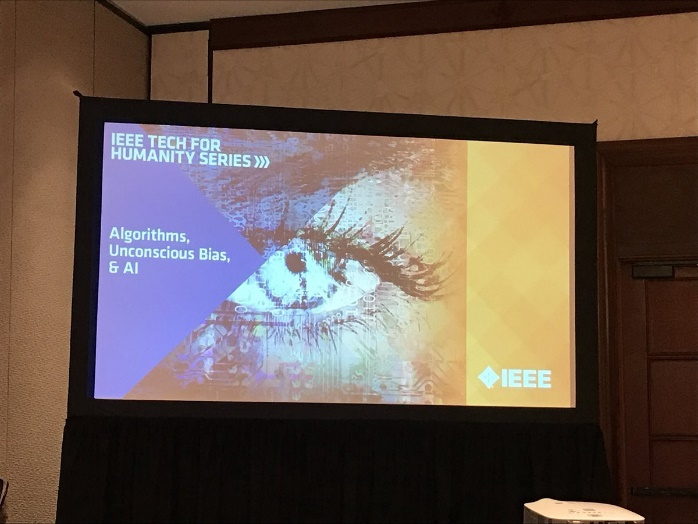 IEEE TECH FOR
HUMANITY SERIES >>>
Algorithms,
Unconscious Bias,
& AI
IEEE